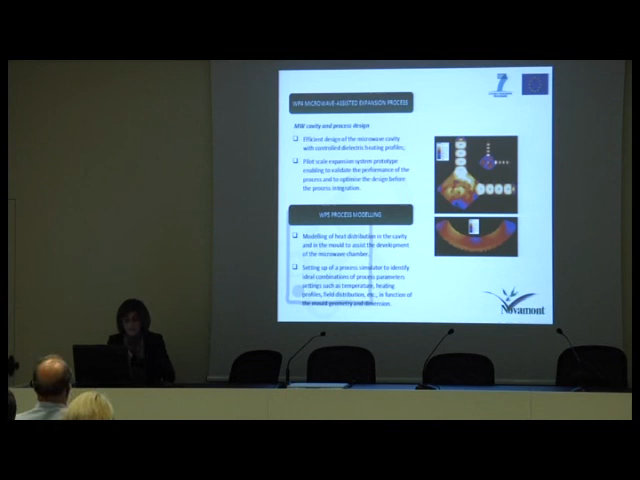 WP4 MICROWAVE-ASSISTED EXPANSION PROCESS
MW cavity and process design
Efficient design of the microwave cavity
with controlled dielectric heating profiles;
Pilot scale expansion system prototype
enabling to validate the performance of the
process and to optimise the design before
the process integration.
WP5 PROCESS MODELLING
Modelling of heat distribution in the cavity
and in the mould to assist the development
of the microwave chamber.
Setting up of a process simulator to identify
ideal combinations of process parameters
settings such as temperature, heating
profiles, field distribution, etc., in function of
the mould geometry and dimension.
Novamont